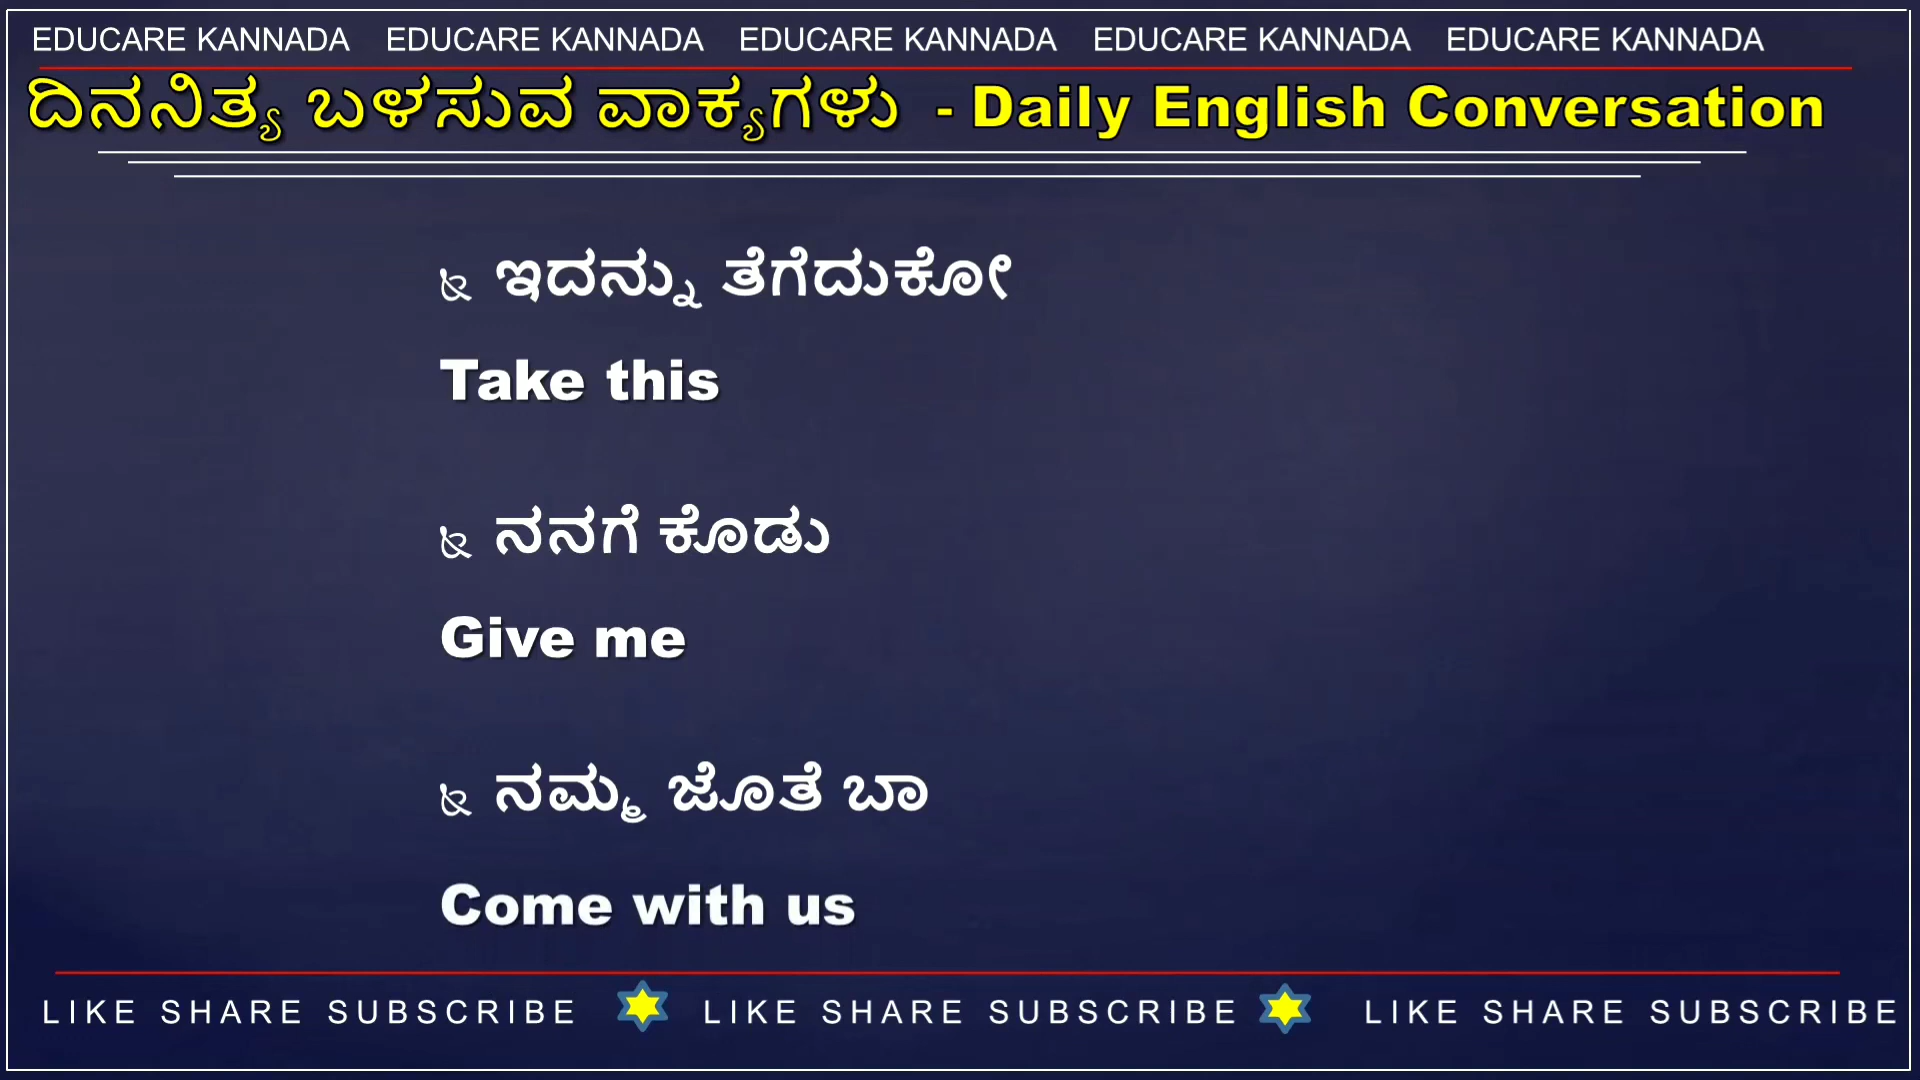 EDUCARE KANNADA EDUCARE KANNADA EDUCARE KANNADA EDUCARE KANNADA EDUCARE KANNADA
ದಿನನಿತ್ಯ ಬಳಸುವ ವಾಕ್ಯಗಳು - Daily English Conversation
ಇದನ್ನು ತೆಗೆದುಕೋ
Take this
ನನಗೆ ಕೊಡು
Give me
ನಮ್ಮ ಜೊತೆ ಬಾ
Come with us
LIKE SHARE SUBSCRIBE LIKE SHARE SUBSCRIBE LIKE SHARE SUBSCRIBE